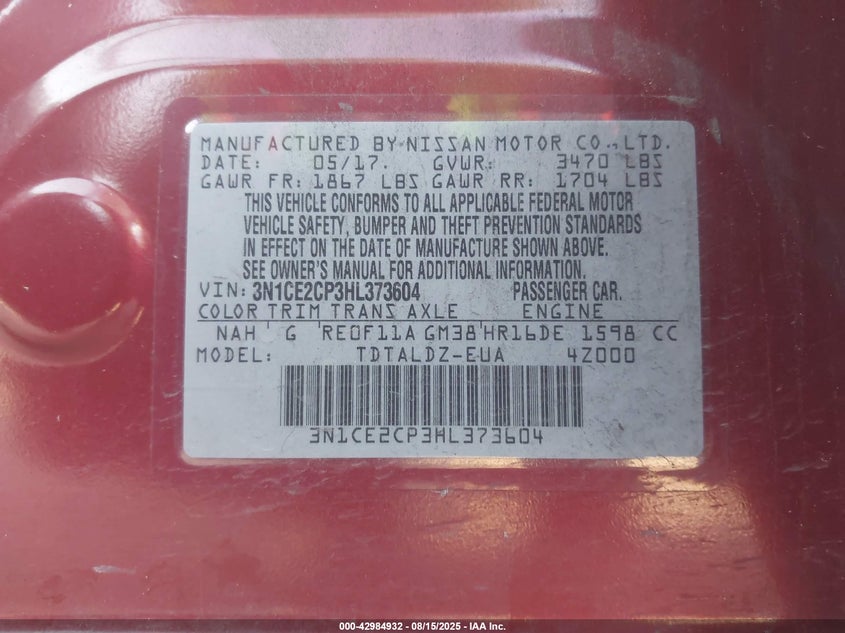 MANUFACTURED BY NISSAN MOTOR CO., LTD.
DATE: 05/17. GVWR: 3470 LBS
GAWR FR: 1867 LBS GAWR RR: 1704 LBS
THIS VEHICLE CONFORMS TO ALL APPLICABLE FEDERAL MOTOR
VEHICLE SAFETY, BUMPER AND THEFT PREVENTION STANDARDS
IN EFFECT ON THE DATE OF MANUFACTURE SHOWN ABOVE.
SEE OWNER'S MANUAL FOR ADDITIONAL INFORMATION.
VIN: 3N1CE2CP3HL373604 PASSENGER CAR.
COLOR TRIM TRANS AXLE ENGINE
NAH G RE0F11A GM38 HR16DE 1598 CC
MODEL: TDTALDZ-EUA 4Z000
3N1CE2CP3HL373604
000-42984932 - 08/15/2025 - IAA Inc.